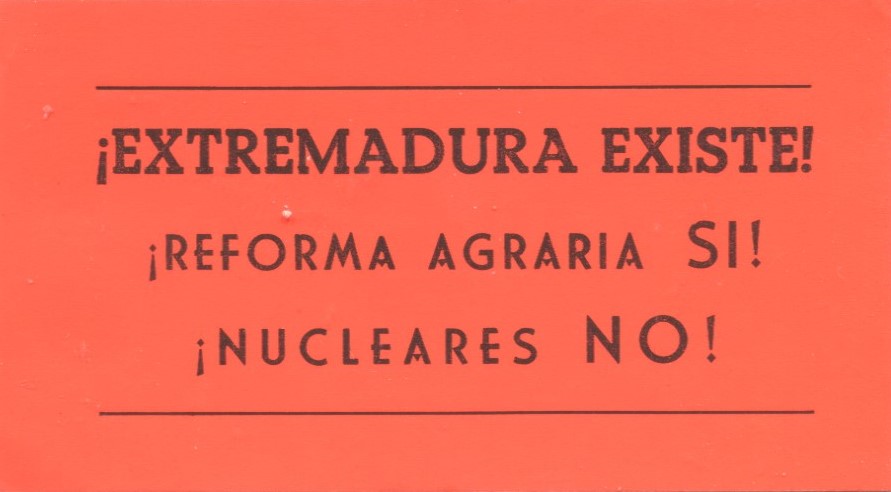 ¡EXTREMADURA EXISTE!
¡REFORMA AGRARIA SI!
¡NUCLEARES NO!